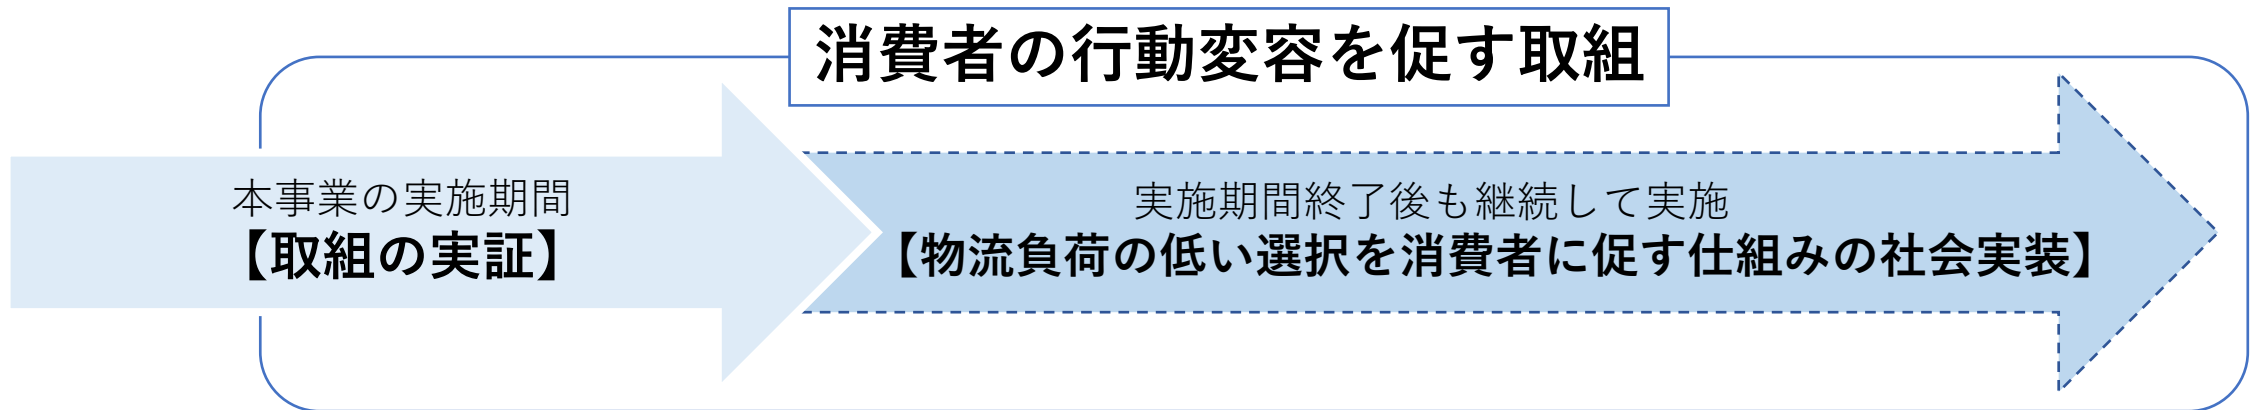 消費者の行動変容を促す取組
本事業の実施期間
【取組の実証】
実施期間終了後も継続して実施
【物流負荷の低い選択を消費者に促す仕組みの社会実装】